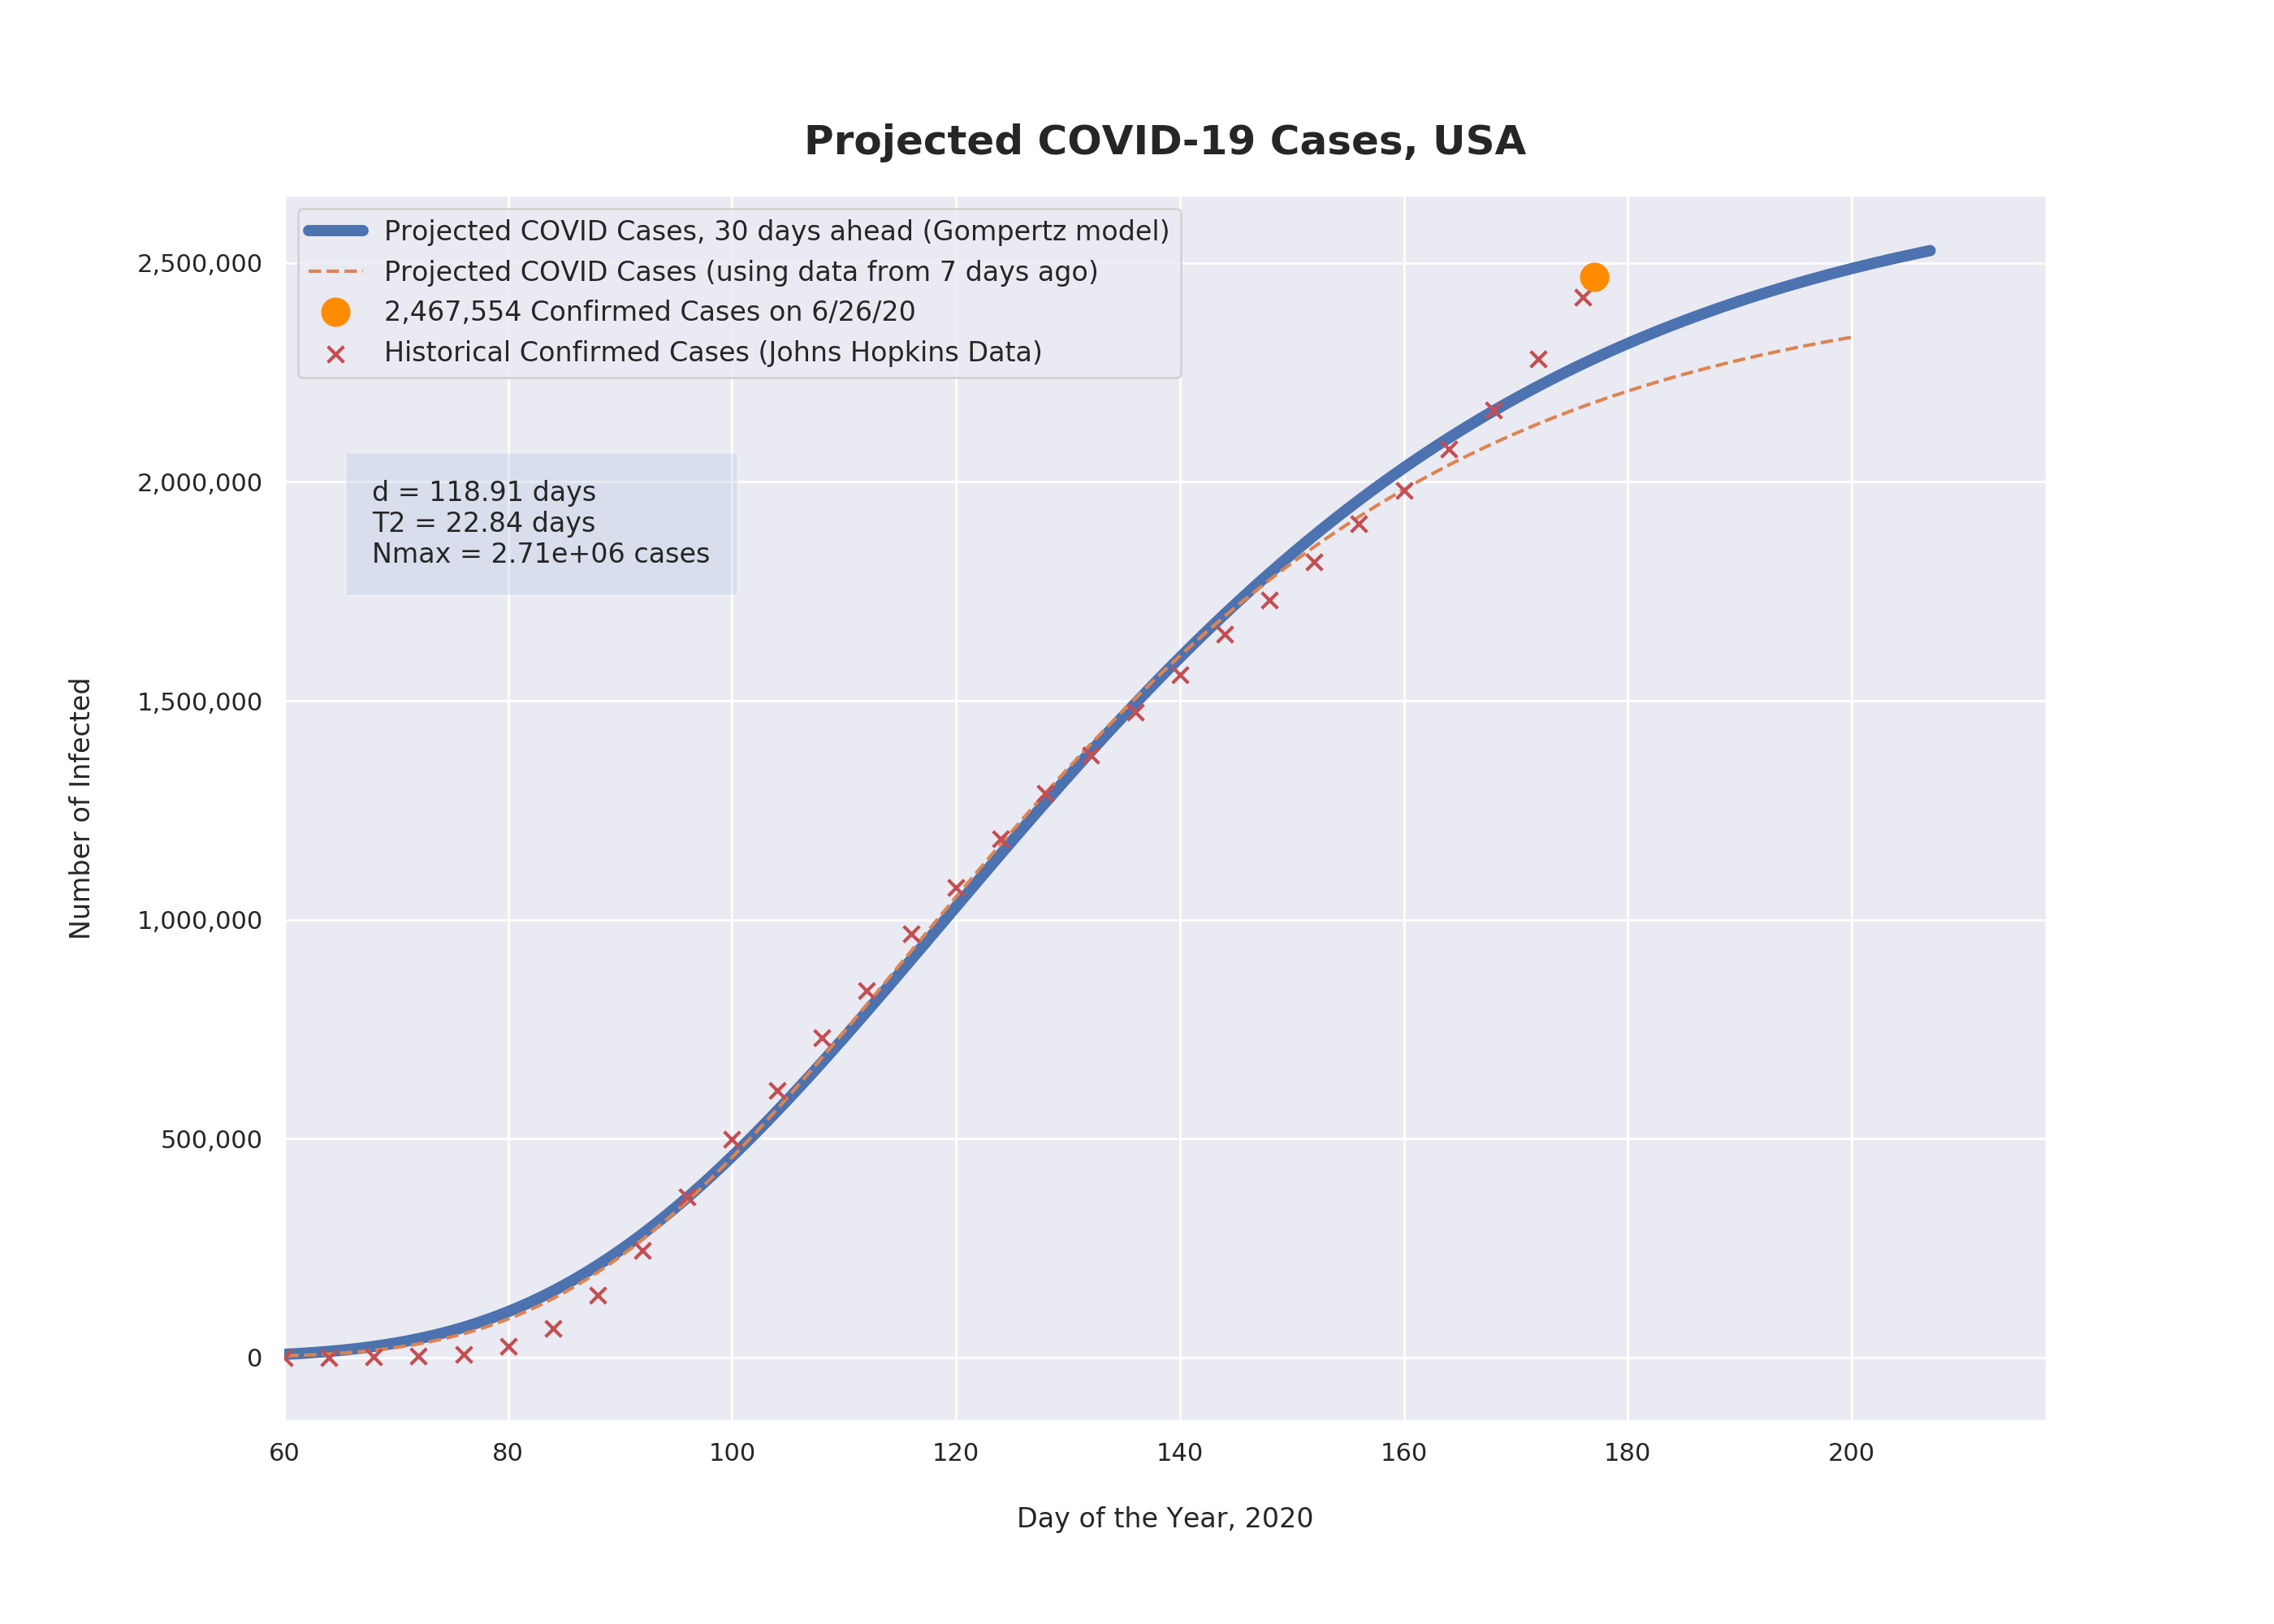 Projected COVID-19 Cases, USA
Projected COVID Cases, 30 days ahead (Gompertz model)
Projected COVID Cases (using data from 7 days ago)
2,467,554 Confirmed Cases on 6/26/20
Historical Confirmed Cases (Johns Hopkins Data)
d = 118.91 days
T2 = 22.84 days
Nmax = 2.71e+06 cases
Number of Infected
2,500,000
2,000,000
1,500,000
1,000,000
500,000
0
60 80 100 120 140 160 180 200
Day of the Year, 2020